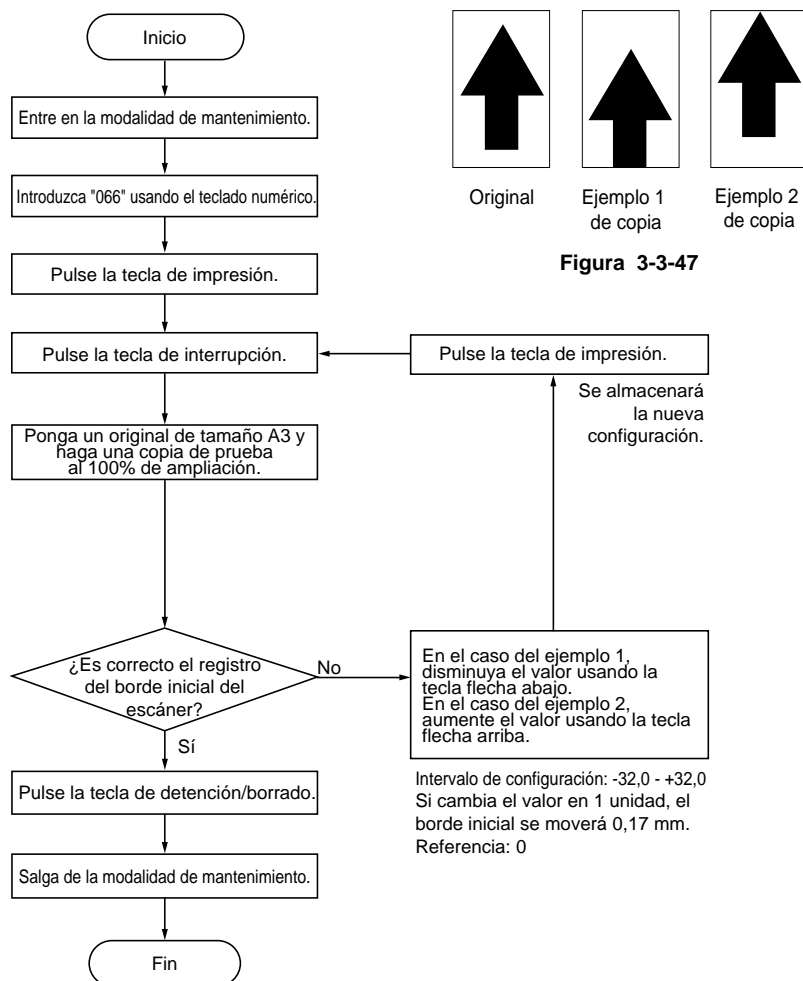 Inicio
Entre en la modalidad de mantenimiento.
Introduzca "066" usando el teclado numérico.
Pulse la tecla de impresión.
Pulse la tecla de interrupción.
Ponga un original de tamaño A3 y
haga una copia de prueba
al 100% de ampliación.
¿Es correcto el registro
del borde inicial del
escáner?
No
Sí
Pulse la tecla de detención/borrado.
Salga de la modalidad de mantenimiento.
Fin
Original
Ejemplo 1
de copia
Ejemplo 2
de copia
Figura 3-3-47
Pulse la tecla de impresión.
Se almacenará
la nueva
configuración.
En el caso del ejemplo 1,
disminuya el valor usando la
tecla flecha abajo.
En el caso del ejemplo 2,
aumente el valor usando la tecla
flecha arriba.
Intervalo de configuración: -32,0 - +32,0
Si cambia el valor en 1 unidad, el
borde inicial se moverá 0,17 mm.
Referencia: 0